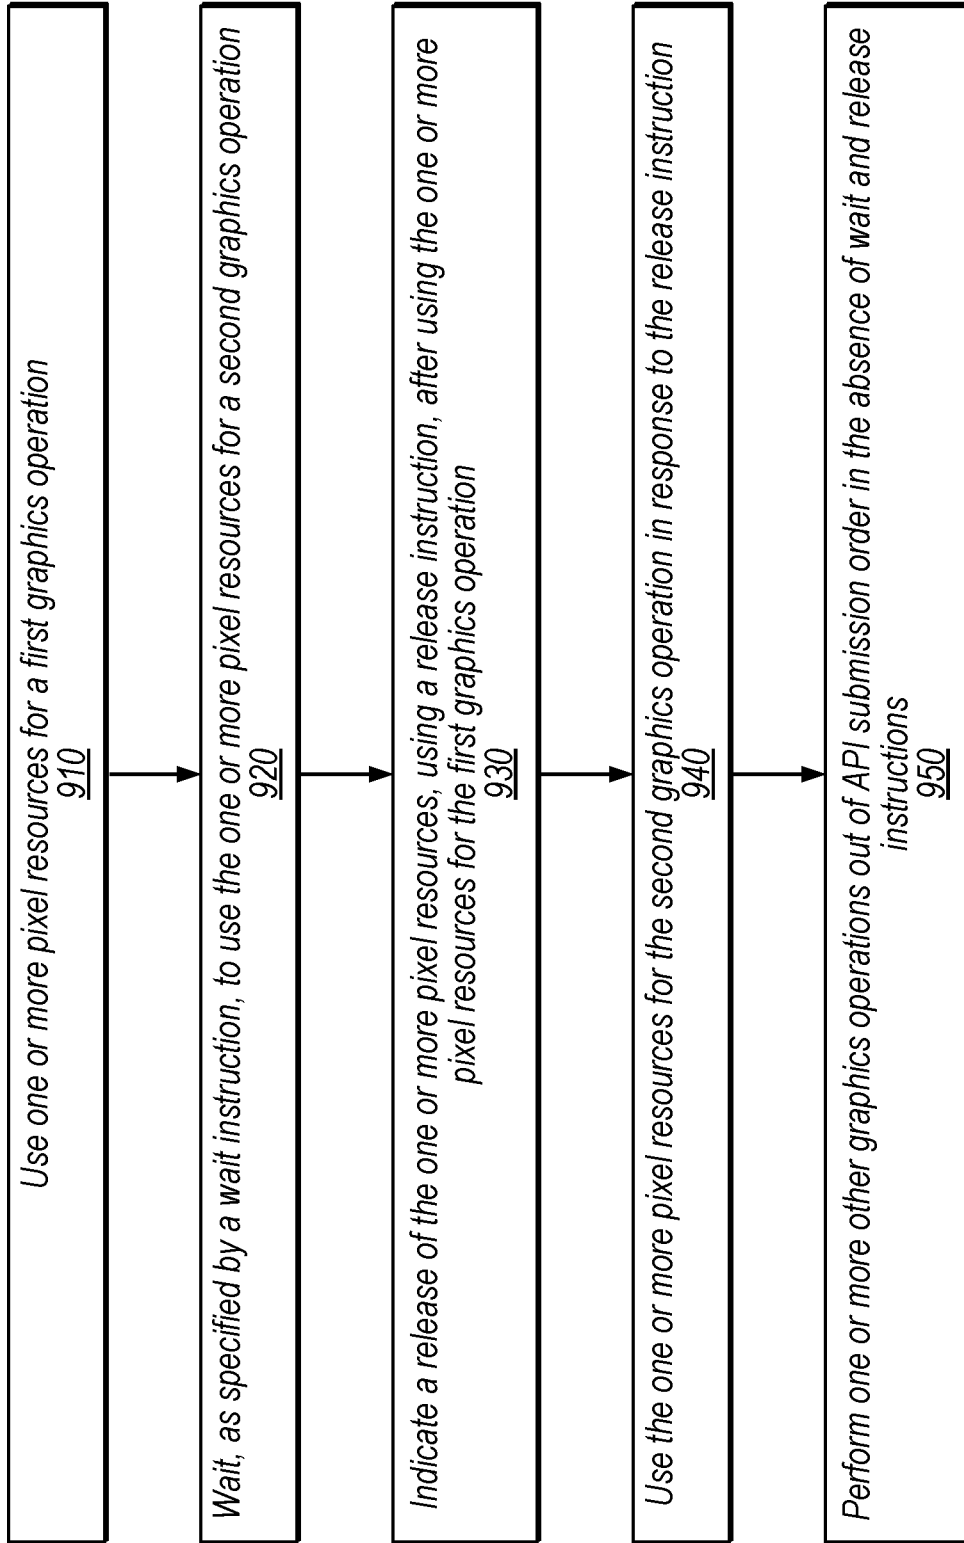 Use one or more pixel resources for a first graphics operation
910
Wait, as specified by a wait instruction, to use the one or more pixel resources for a second graphics operation
920
Indicate a release of the one or more pixel resources, using a release instruction, after using the one or more
pixel resources for the first graphics operation
930
Use the one or more pixel resources for the second graphics operation in response to the release instruction
940
Perform one or more other graphics operations out of API submission order in the absence of wait and release
instructions
950